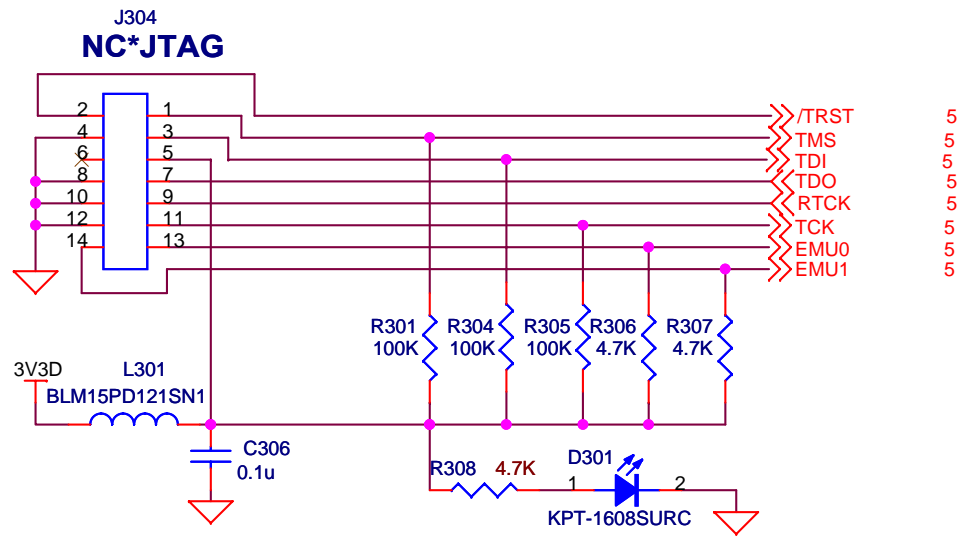 J304
NC*JTAG
2 1 /TRST 5
4 3 TMS 5
6 5 TDI 5
8 7 TDO 5
10 9 RTCK 5
12 11 TCK 5
14 13 EMU0 5
EMU1 5
R301 R304 R305 R306 R307
100K 100K 100K 4.7K 4.7K
3V3D L301
BLM15PD121SN1
C306
0.1u
R308 4.7K D301
1 2
KPT-1608SURC